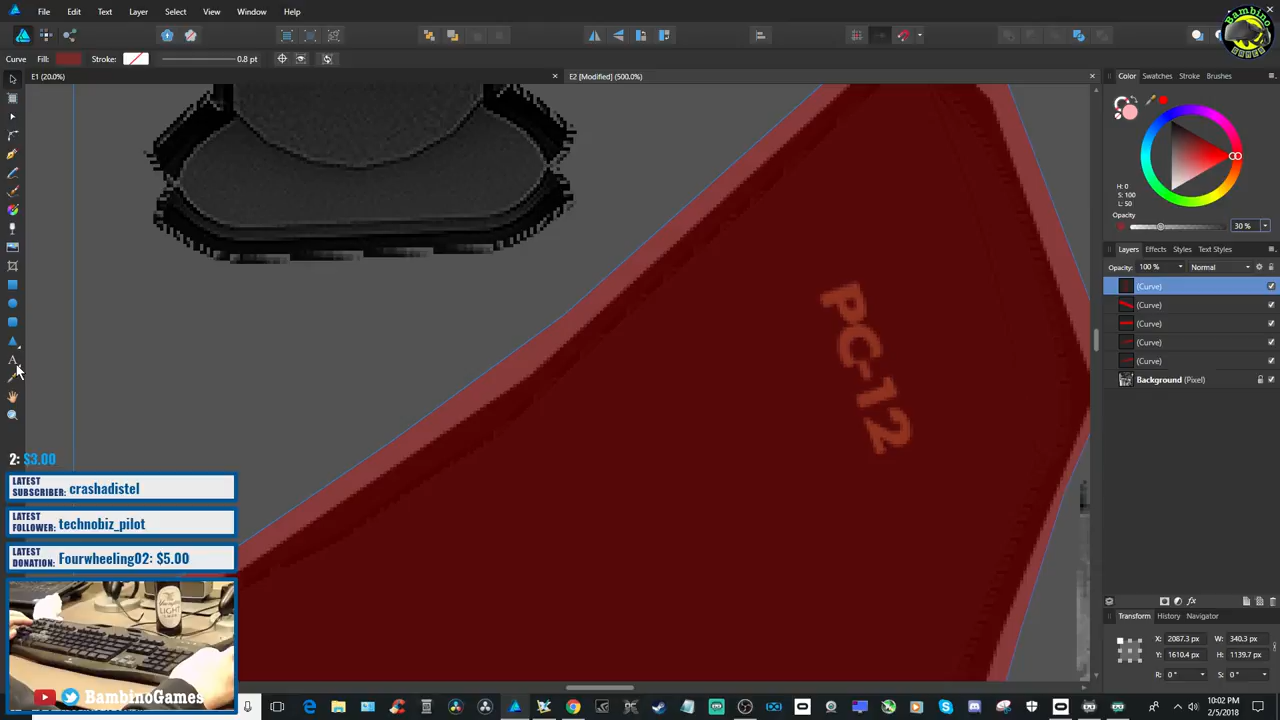 File Edit Text Layer Select View Window Help
Curve Fill: Stroke: 0.8 pt
E1 (20.0%)
E2 [Modified] (500.0%)
Bambino
GAMES
Color Swatches Stroke Brushes
H: 0
S: 100
L: 50
Opacity
30 %
Layers Effects Styles Text Styles
Opacity: 100 % Normal
(Curve)
(Curve)
(Curve)
(Curve)
(Curve)
Background (Pixel)
fx
PC-12
Transform History Navigator
X: 2087.3 px W: 340.3 px
Y: 1610.4 px H: 1139.7 px
R: 0 ° S: 0 °
2: $3.00
LATEST SUBSCRIBER: crashadistel
LATEST FOLLOWER: technobiz_pilot
LATEST DONATION: Fourwheeling02: $5.00
LIGHT
BambinoGames
10:02 PM
2/5/2018